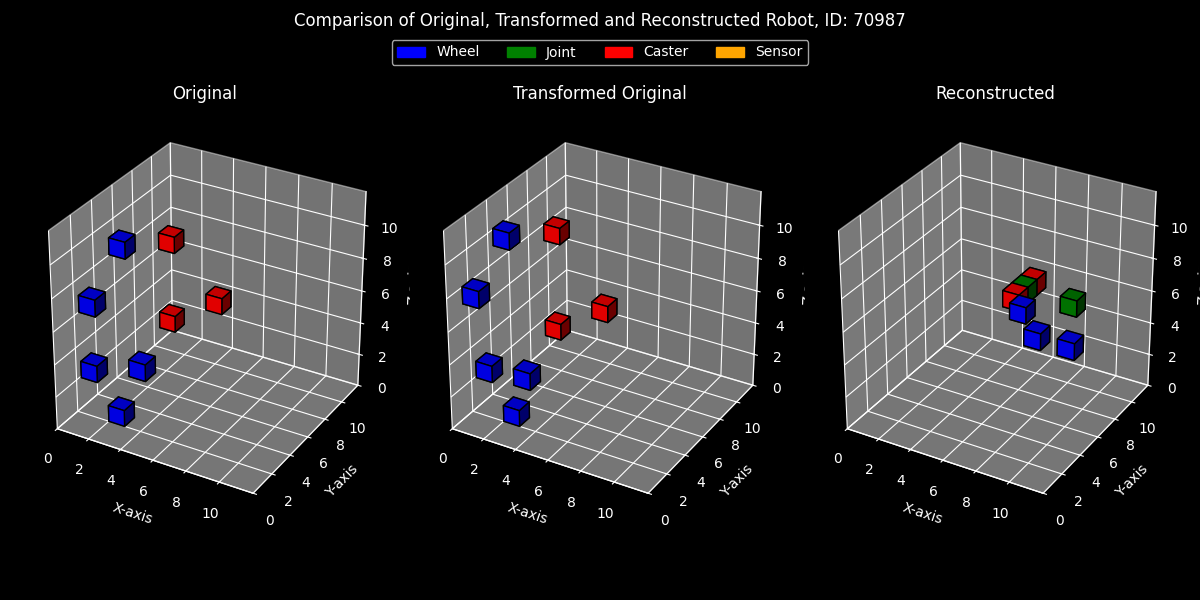 Comparison of Original, Transformed and Reconstructed Robot, ID: 70987
Wheel Joint Caster Sensor
Original Transformed Original Reconstructed
10 10 10
8 8 8
6 6 6
4 4 4
2 2 2
0 0 0
0 2 4 6 8 10 0 2 4 6 8 10 0 2 4 6 8 10
X-axis X-axis X-axis
0 2 4 6 8 10 0 2 4 6 8 10 0 2 4 6 8 10
Y-axis Y-axis Y-axis